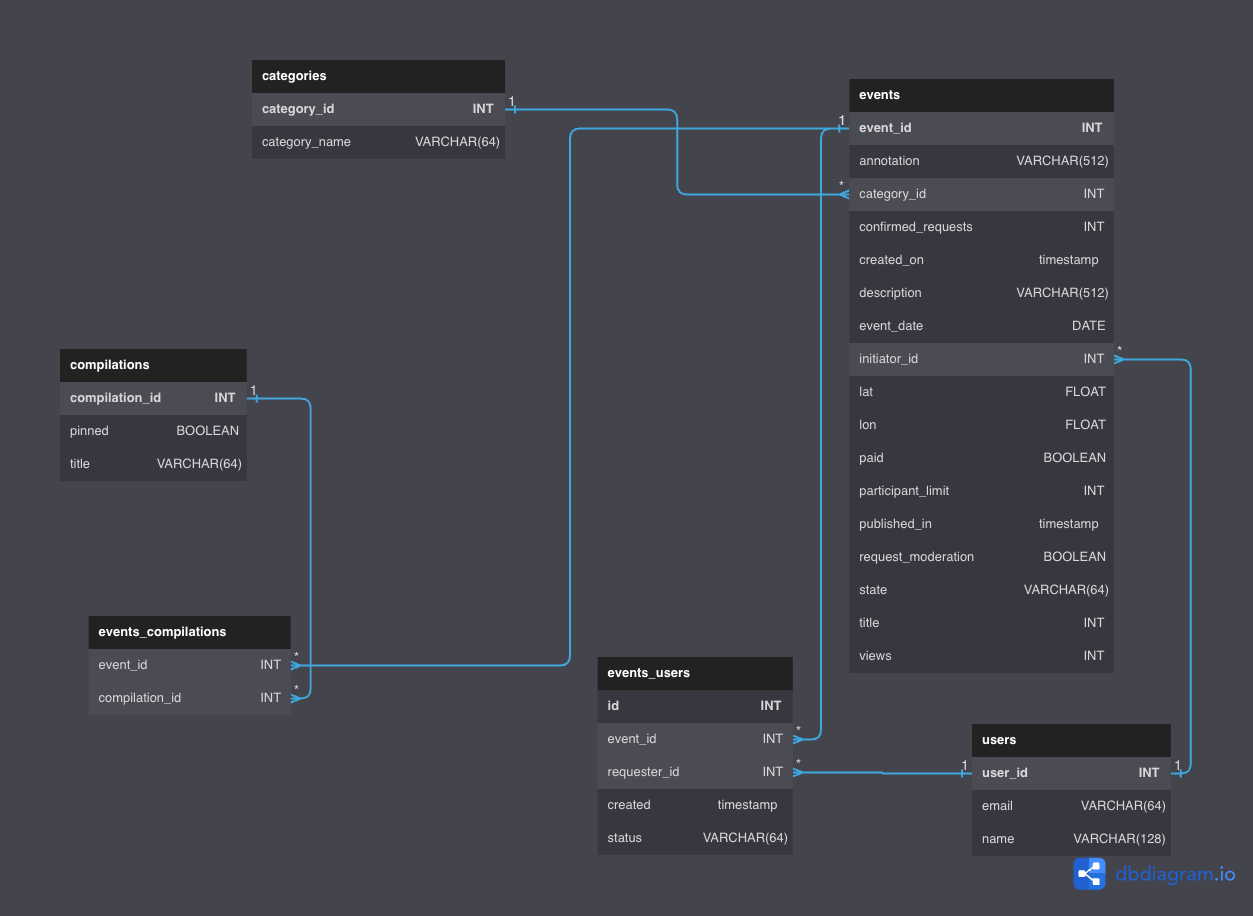 categories
category_id INT
category_name VARCHAR(64)
1
1
*
events
event_id INT
annotation VARCHAR(512)
category_id INT
confirmed_requests INT
created_on timestamp
description VARCHAR(512)
event_date DATE
initiator_id INT
lat FLOAT
lon FLOAT
paid BOOLEAN
participant_limit INT
published_in timestamp
request_moderation BOOLEAN
state VARCHAR(64)
title INT
views INT
*
compilations
compilation_id INT
pinned BOOLEAN
title VARCHAR(64)
1
events_compilations
event_id INT
compilation_id INT
*
*
events_users
id INT
event_id INT
requester_id INT
created timestamp
status VARCHAR(64)
*
*
1
users
user_id INT
email VARCHAR(64)
name VARCHAR(128)
1
dbdiagram.io